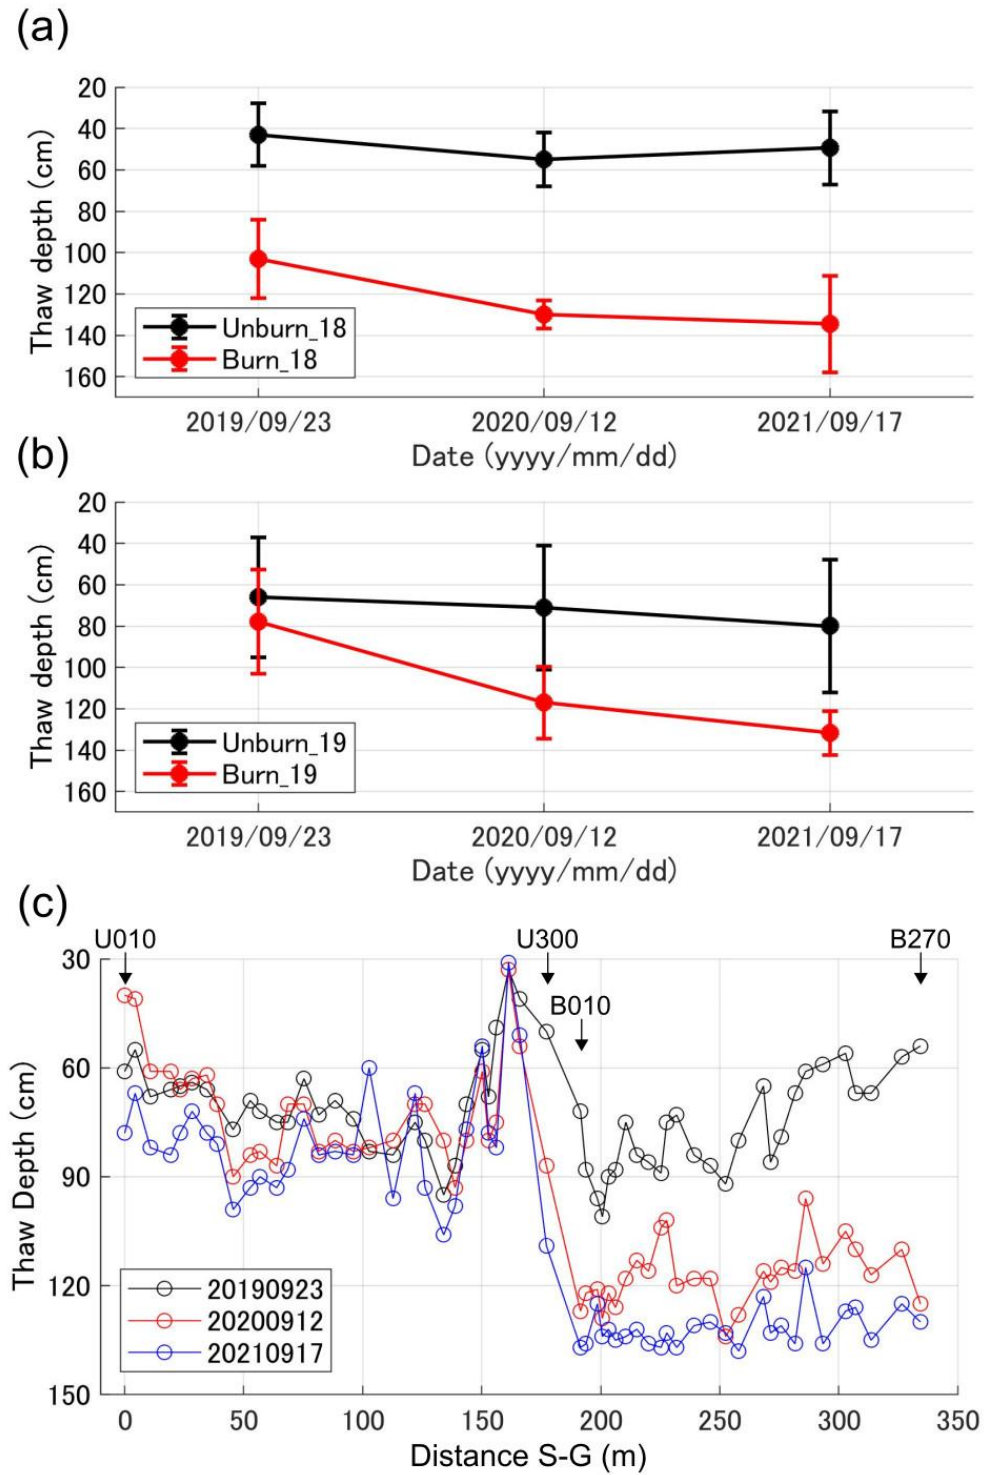 (a)
20
40
60
80
100
120
140
160
Thaw depth (cm)
Unburn_18
Burn_18
2019/09/23 2020/09/12 2021/09/17
Date (yyyy/mm/dd)
(b)
20
40
60
80
100
120
140
160
Thaw depth (cm)
Unburn_19
Burn_19
2019/09/23 2020/09/12 2021/09/17
Date (yyyy/mm/dd)
(c)
U010 U300 B270
B010
30
60
90
120
150
Thaw Depth (cm)
20190923
20200912
20210917
0 50 100 150 200 250 300 350
Distance S-G (m)